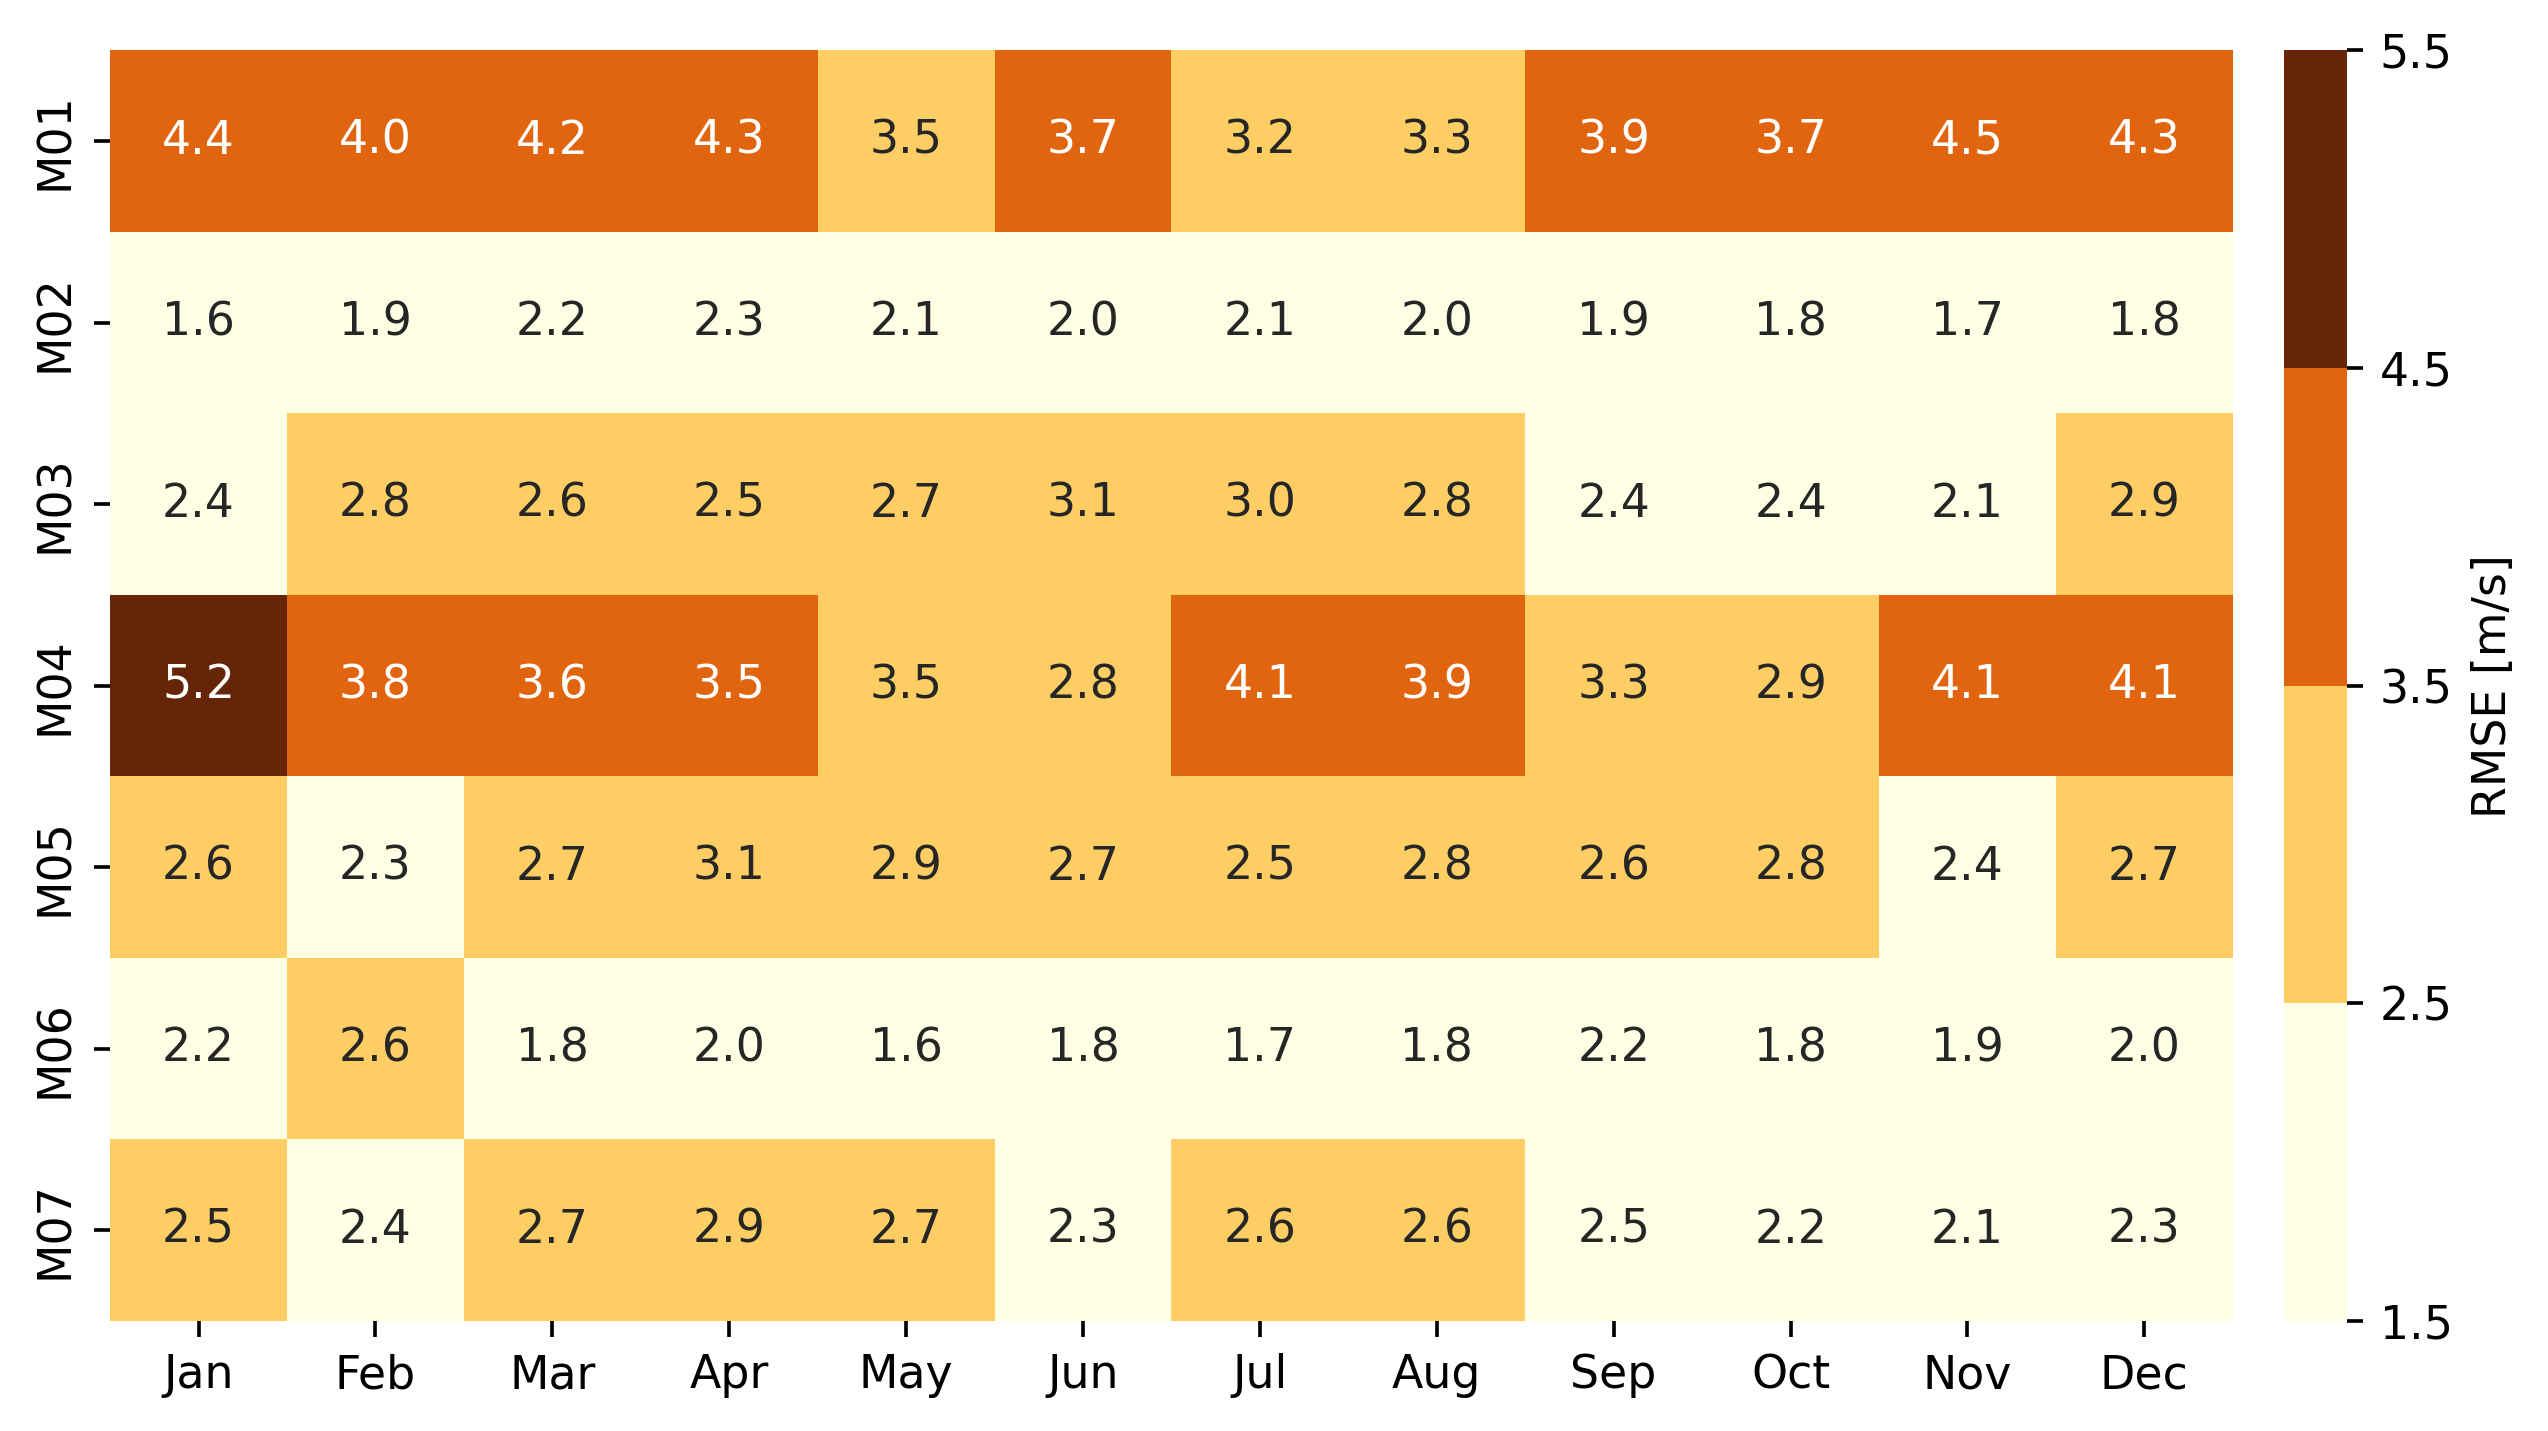 M01 4.4 4.0 4.2 4.3 3.5 3.7 3.2 3.3 3.9 3.7 4.5 4.3
M02 1.6 1.9 2.2 2.3 2.1 2.0 2.1 2.0 1.9 1.8 1.7 1.8
M03 2.4 2.8 2.6 2.5 2.7 3.1 3.0 2.8 2.4 2.4 2.1 2.9
M04 5.2 3.8 3.6 3.5 3.5 2.8 4.1 3.9 3.3 2.9 4.1 4.1
M05 2.6 2.3 2.7 3.1 2.9 2.7 2.5 2.8 2.6 2.8 2.4 2.7
M06 2.2 2.6 1.8 2.0 1.6 1.8 1.7 1.8 2.2 1.8 1.9 2.0
M07 2.5 2.4 2.7 2.9 2.7 2.3 2.6 2.6 2.5 2.2 2.1 2.3
Jan Feb Mar Apr May Jun Jul Aug Sep Oct Nov Dec
5.5
4.5
3.5
2.5
1.5
RMSE [m/s]